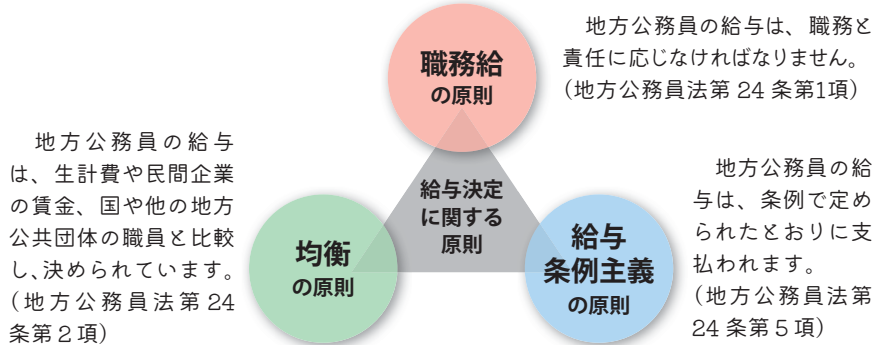 職務給
の原則
地方公務員の給与は、職務と
責任に応じなければなりません。
(地方公務員法第 24 条第1項)
給与決定
に関する
原則
均衡
の原則
地方公務員の給与
は、生計費や民間企業
の賃金、国や他の地方
公共団体の職員と比較
し、決められています。
(地方公務員法第 24
条第 2 項)
給与
条例主義
の原則
地方公務員の給
与は、条例で定め
られたとおりに支
払われます。
(地方公務員法第
24 条第 5 項)